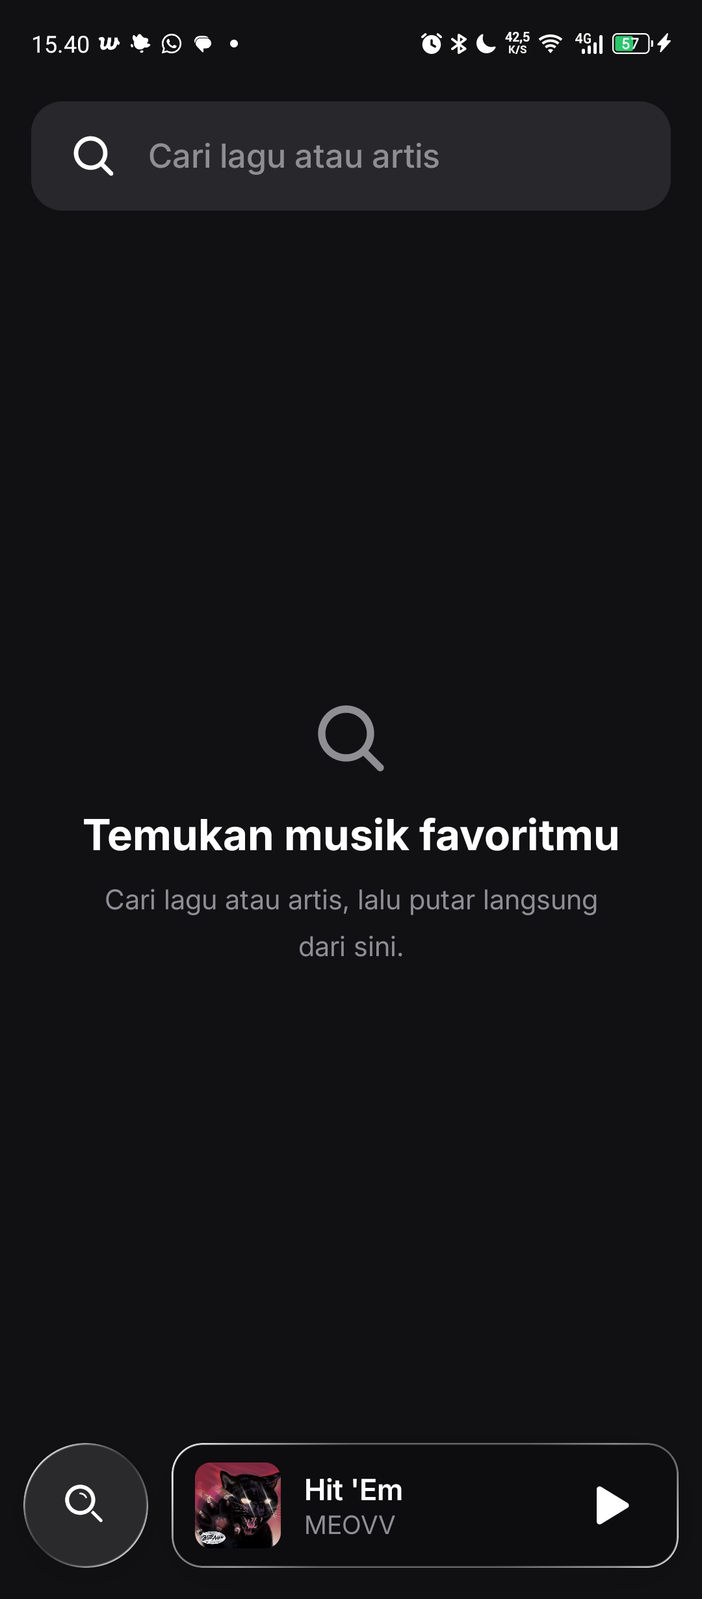 15.40
42,5
K/S
4G
57
Cari lagu atau artis
Temukan musik favoritmu
Cari lagu atau artis, lalu putar langsung
dari sini.
Hit 'Em
MEOVV